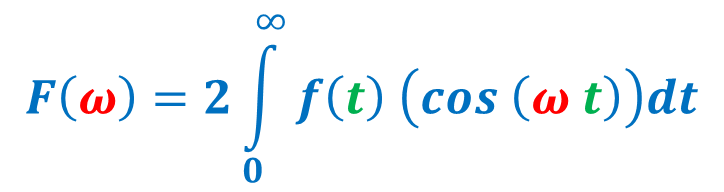 F(ω) = 2 ∫₀^∞ f(t) (cos (ω t))dt